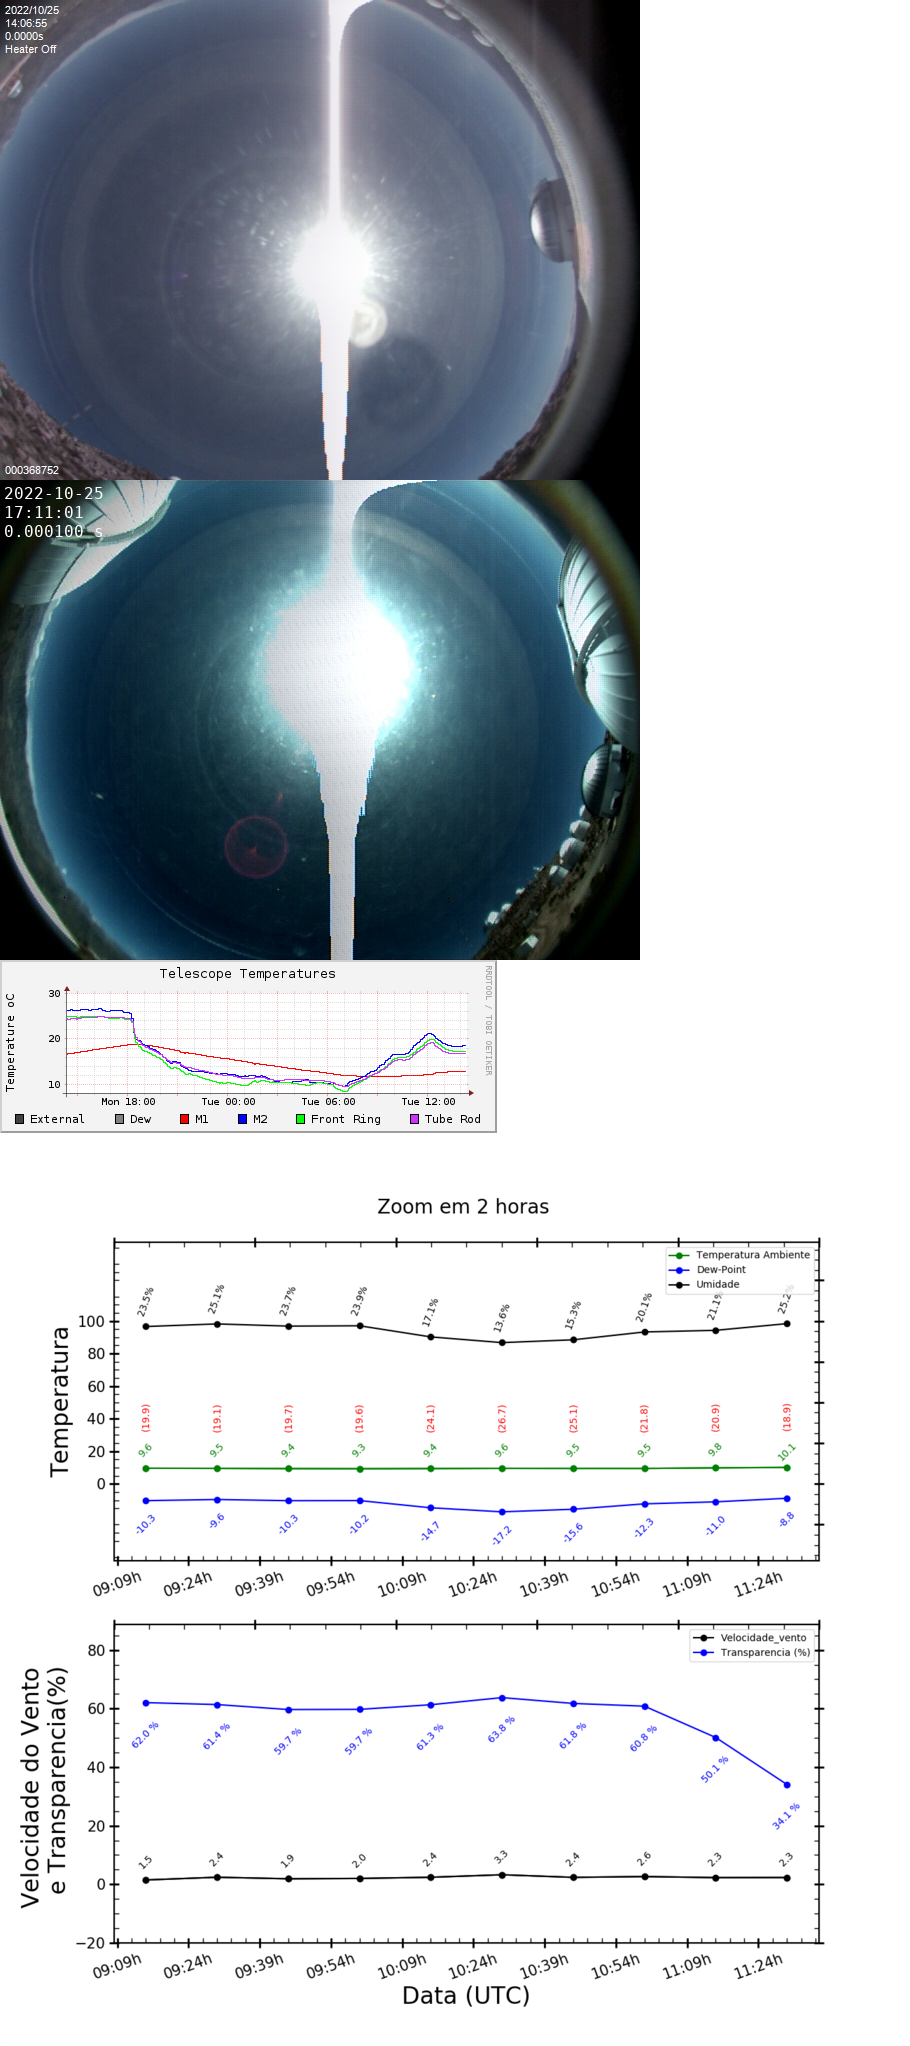 2022/10/25
14:06:55
0.0000s
Heater Off
000368752
2022-10-25
17:11:01
0.000100 s
Telescope Temperatures
RRDTOOL / TOBI OETIKER
Temperature oC
30
20
10
Mon 18:00 Tue 00:00 Tue 06:00 Tue 12:00
External Dew M1 M2 Front Ring Tube Rod
Zoom em 2 horas
Temperatura Ambiente
Dew-Point
Umidade
Temperatura
100
80
60
40
20
0
23.5% 25.1% 23.7% 23.9% 17.1% 13.6% 15.3% 20.1% 21.1% 25.2%
(19.9) (19.1) (19.7) (19.6) (24.1) (26.7) (25.1) (21.8) (20.9) (18.9)
9.6 9.5 9.4 9.3 9.4 9.6 9.5 9.5 9.8 10.1
-10.3 -9.6 -10.3 -10.2 -14.7 -17.2 -15.6 -12.3 -11.0 -8.8
09:09h 09:24h 09:39h 09:54h 10:09h 10:24h 10:39h 10:54h 11:09h 11:24h
Velocidade_vento
Transparencia (%)
Velocidade do Vento
e Transparencia(%)
80
60
40
20
0
−20
62.0 % 61.4 % 59.7 % 59.7 % 61.3 % 63.8 % 61.8 % 60.8 % 50.1 % 34.1 %
1.5 2.4 1.9 2.0 2.4 3.3 2.4 2.6 2.3 2.3
09:09h 09:24h 09:39h 09:54h 10:09h 10:24h 10:39h 10:54h 11:09h 11:24h
Data (UTC)